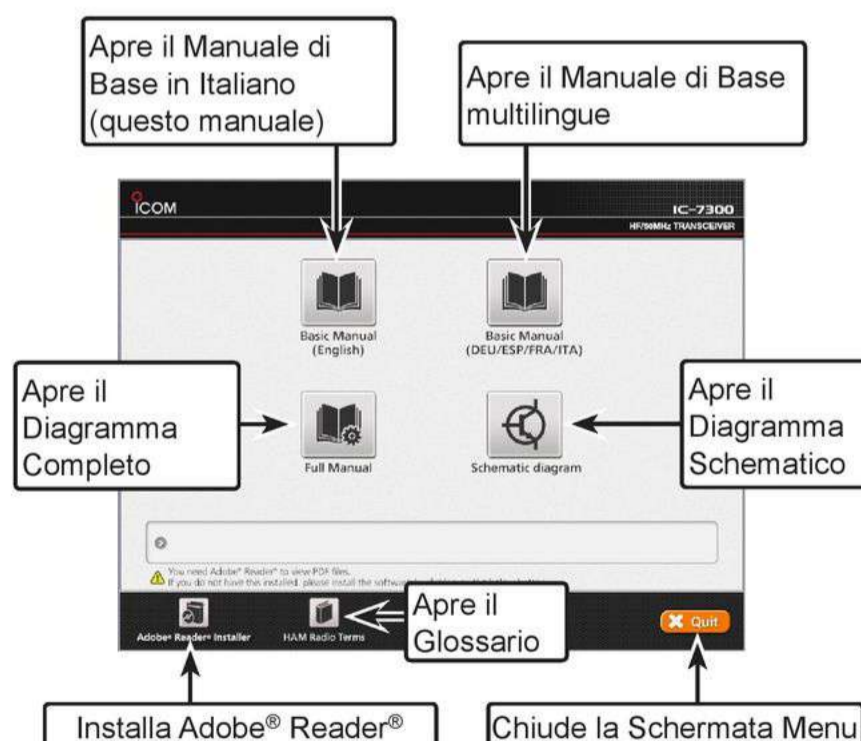 Apre il Manuale di
Base in Italiano
(questo manuale)
Apre il Manuale di Base
multilingue
ICOM
IC-7300
HF/50MHz TRANSCEIVER
Basic Manual
(English)
Basic Manual
(DEU/ESP/FRA/ITA)
Apre il
Diagramma
Completo
Full Manual
Schematic diagram
Apre il
Diagramma
Schematico
You need Adobe® Reader® to view PDF files.
If you do not have this installed, please install the software
Adobe® Reader® Installer
HAM Radio Terms
Apre il
Glossario
Quit
Installa Adobe® Reader®
Chiude la Schermata Menu